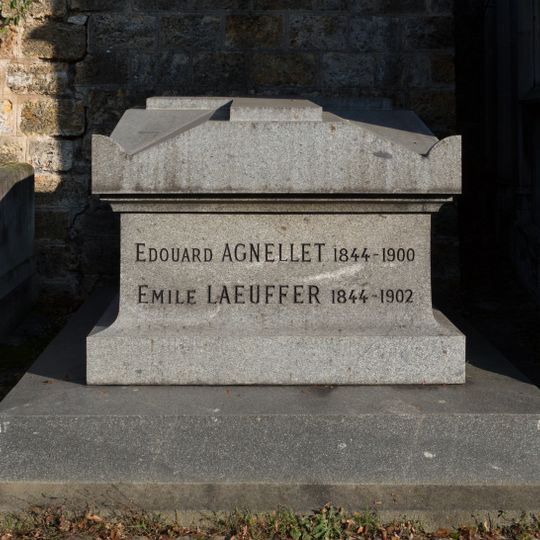 Edouard AGNELLET 1844-1900
Emile LAEUFFER 1844-1902